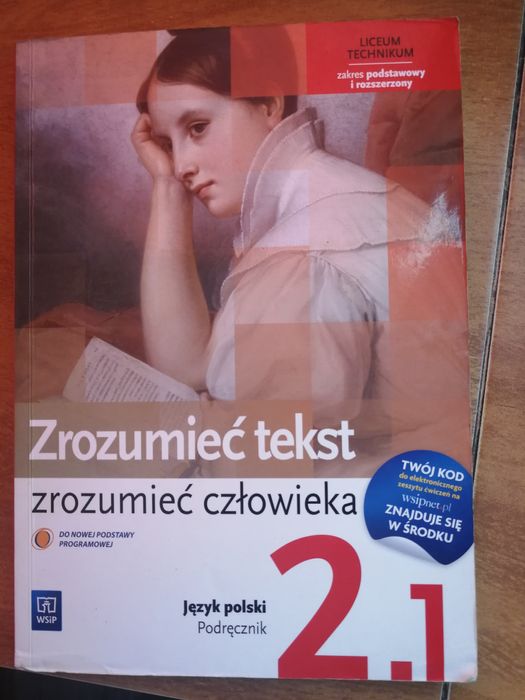 LICEUM
TECHNIKUM
zakres podstawowy
i rozszerzony
Zrozumieć tekst
zrozumieć człowieka
TWÓJ KOD
do elektronicznego
zeszytu ćwiczeń na
wsipnet.pl
ZNAJDUJE SIĘ
W ŚRODKU
DO NOWEJ PODSTAWY
PROGRAMOWEJ
2.1
Język polski
Podręcznik
WSiP